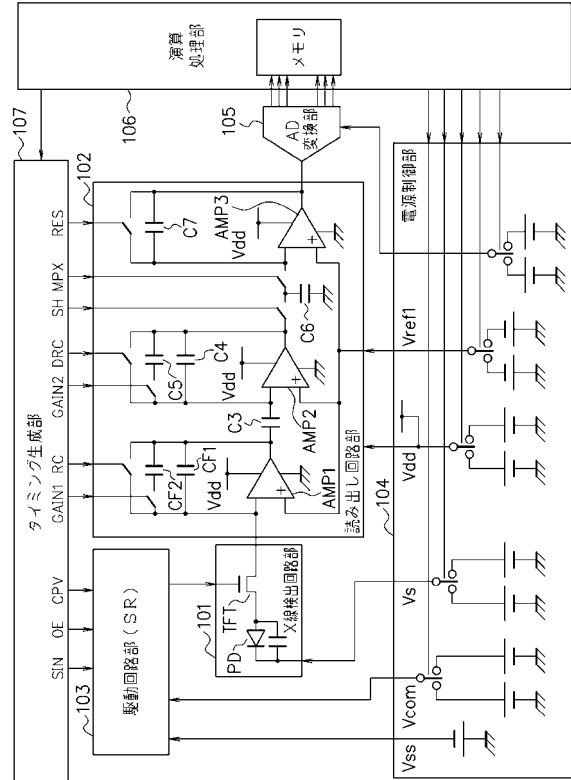 107
タイミング生成部
SIN
OE
CPV
GAIN1
RC
GAIN2
DRC
SH
MPX
RES
103
駆動回路部(SR)
102
CF2
CF1
Vdd
AMP1
C3
C5
C4
Vdd
AMP2
C6
C7
Vdd
AMP3
読み出し回路部
101
PD
TFT
X線検出回路部
105
AD
変換部
106
演算
処理部
メモリ
104
電源制御部
Vss
Vcom
Vs
Vdd
Vref1